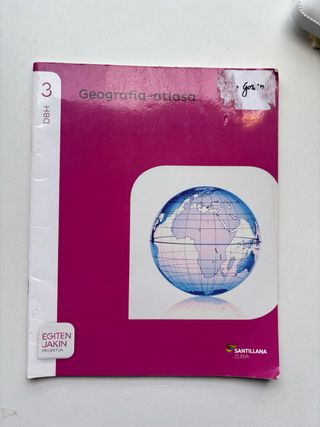 3
DBH
Geografia-atlasa
EGITEN
JAKIN
PROIEKTUA
SANTILLANA
ZUBIA